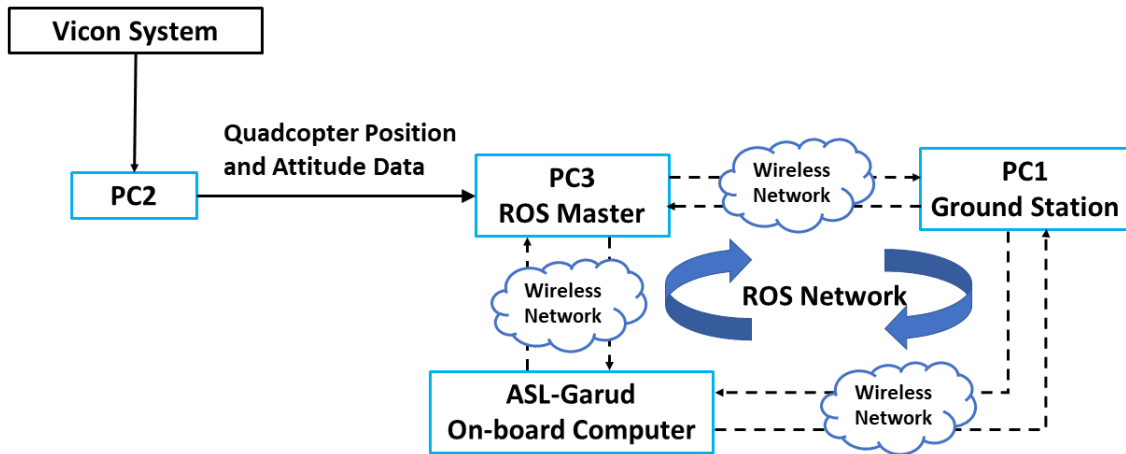 Vicon System
Quadcopter Position
and Attitude Data
PC2
PC3
ROS Master
Wireless
Network
PC1
Ground Station
Wireless
Network
ROS Network
ASL-Garud
On-board Computer
Wireless
Network